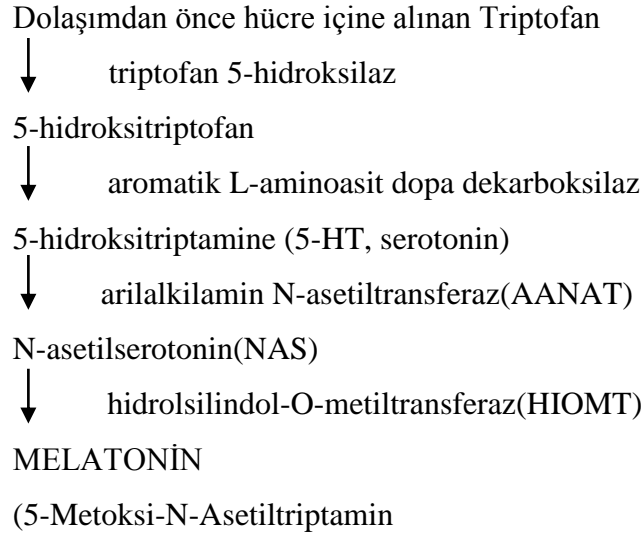 Dolaşımdan önce hücre içine alınan Triptofan
triptofan 5-hidroksilaz
5-hidroksitriptofan
aromatik L-aminoasit dopa dekarboksilaz
5-hidroksitriptamine (5-HT, serotonin)
arilalkilamin N-asetiltransferaz(AANAT)
N-asetilserotonin(NAS)
hidrolsilindol-O-metiltransferaz(HIOMT)
MELATONİN
(5-Metoksi-N-Asetiltriptamin